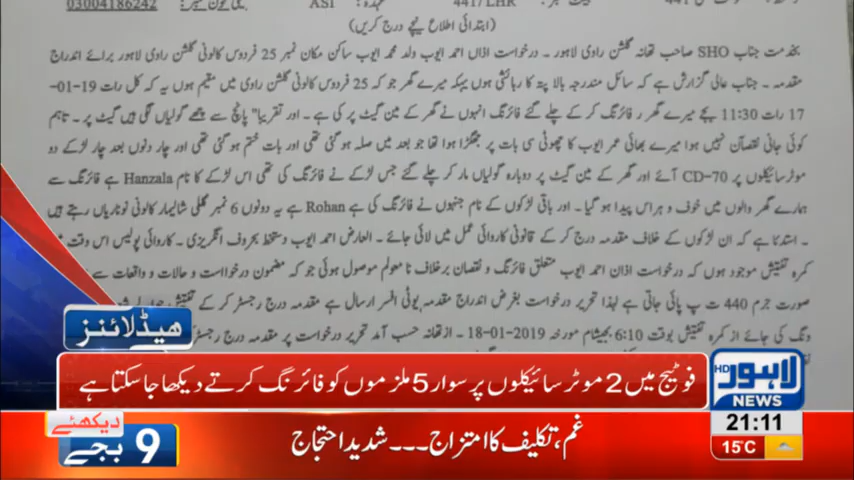 03004186242 ASI 441/LHR
(ابتدائی اطلاع نیچے درج کریں)
بخدمت جناب SHO صاحب تھانہ گلشن راوی لاہور ۔ درخواست اذاں احمد ایوب ولد محمد ایوب ساکن مکان نمبر 25 فردوس کالونی گلشن راوی لاہور برائے اندراج
مقدمہ ۔ جناب عالی گزارش ہے کہ سائل مندرجہ بالا پتہ کا رہائشی ہوں یہکہ میرے گھر جو کہ 25 فردوس کالونی گلشن راوی میں مقیم ہوں یہ کہ کل رات 19-01-
17 رات 11:30 بجے میرے گھر ر فائرنگ کر کے چلے گئے فائرنگ انہوں نے گھر کے مین گیٹ پر کی ہے ۔ اور تقریبا" پانچ سے چھے گولیاں لگی ہیں گیٹ پر ۔ تاہم
کوئی جانی نقصآن نہیں ہوا میرے بھائی عمر ایوب کا چھوٹی سی بات پر جھگڑا ہوا تھا جو بعد میں صلہ ہو گئی تھی اور بات ختم ہو گئی تھی اور چار دنوں بعد چار لڑکے دو
موٹر سائیکلوں پر CD-70 آئے اور گھر کے مین گیٹ پر دوبارہ گولیاں مار کر چلے گئے جس لڑکے نے فائرنگ کی تھی اس لڑکے کا نام Hanzala ہے فائرنگ سے
ہمارے گھر والوں میں خوف و ہراس پیدا ہو گیا ۔ اور باقی لڑکوں کے نام جنہوں نے فائرنگ کی ہے Rohan ہے یہ دونوں 6 نمبر گلی شالیمار کالونی نوناریاں رہتے ہیں
۔ استدعا ہے کہ ان لڑکوں کے خلاف مقدمہ درج کر کے قانونی کاروائی عمل میں لائی جائے ۔ العارض احمد ایوب دستخط بحروف انگریزی ۔ کاروائی پولیس اس وقت
کمرہ تفتیش موجود ہوں کہ درخواست اذان احمد ایوب متعلق فائرنگ و نقصان برخلاف نا معلوم موصول ہوئی جو کہ مضمون درخوااست و حالات و واقعات سے
صورت جرم 440 ت پ پائی جاتی ہے لہذا تحریر درخواست بغرض اندراج مقدمہ یوٹی افسر ارسال ہے مقدمہ درج رجسٹر کر کے تفتیش
ونگ کی جائے از کمرہ تفتیش بوقت 6:10 بجیشام مورخہ 2019-01-18 ۔ از تھانہ حسب آمد تحریر درخواست پر مقدمہ درج رجسٹر
ہیڈلائنز
فوٹیج میں 2 موٹر سائیکلوں پر سوار 5 ملزموں کو فائرنگ کرتے دیکھا جا سکتا ہے
لاہور
HD
NEWS
21:11
15°C
دیکھئے
9 بجے
غم، تکلیف کا امتزاج۔۔۔ شدید احتجاج